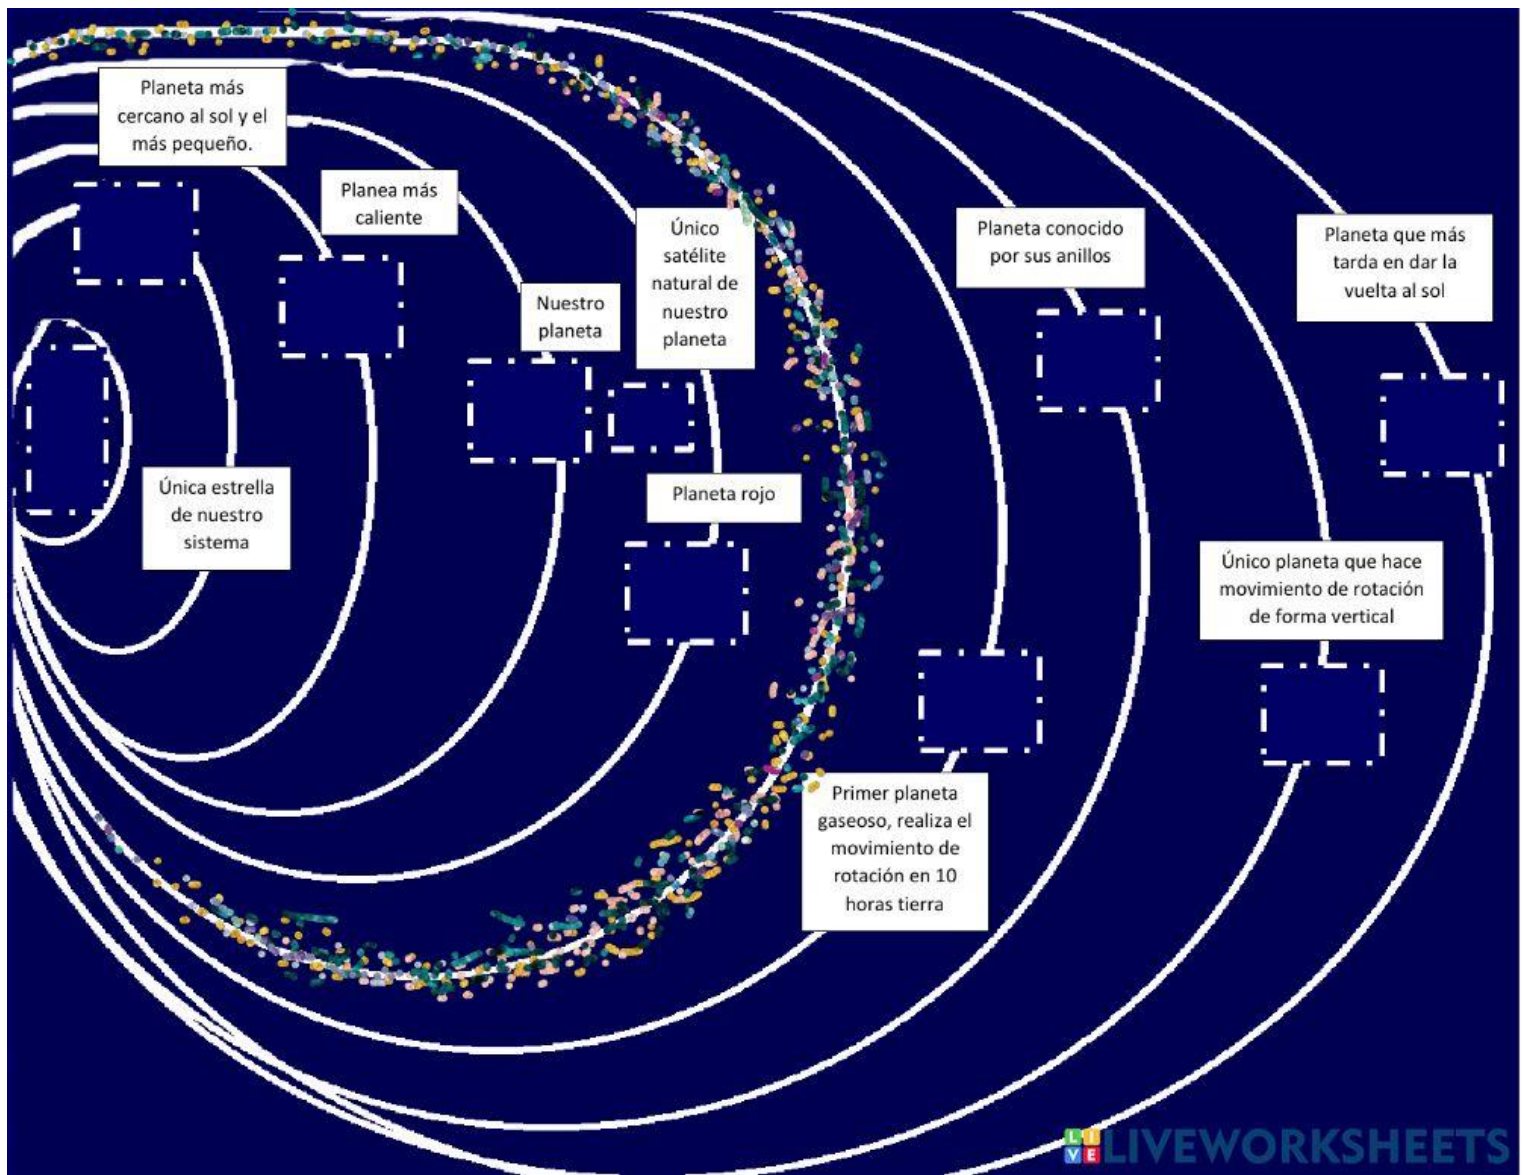 Planeta más
cercano al sol y el
más pequeño.
Planea más
caliente
Nuestro
planeta
Único
satélite
natural de
nuestro
planeta
Planeta conocido
por sus anillos
Planeta que más
tarda en dar la
vuelta al sol
Única estrella
de nuestro
sistema
Planeta rojo
Único planeta que hace
movimiento de rotación
de forma vertical
Primer planeta
gaseoso, realiza el
movimiento de
rotación en 10
horas tierra
LIVE LIVEWORKSHEETS